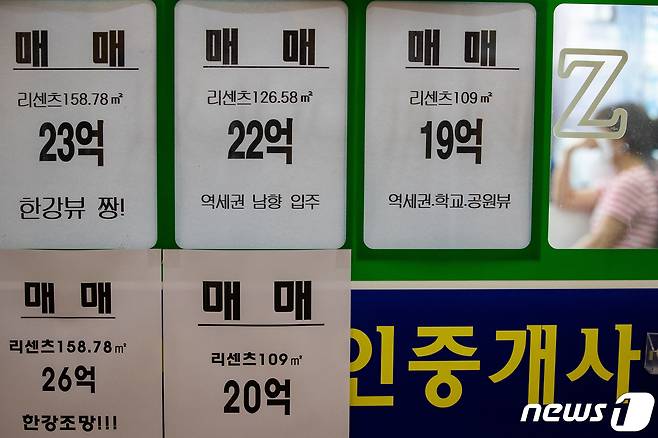 매 매
리센츠158.78㎡
23억
한강뷰 짱!
매 매
리센츠126.58㎡
22억
역세권 남향 입주
매 매
리센츠109㎡
19억
역세권.학교.공원뷰
Z
매 매
리센츠158.78㎡
26억
한강조망!!!
매 매
리센츠109㎡
20억
인중개사
news1